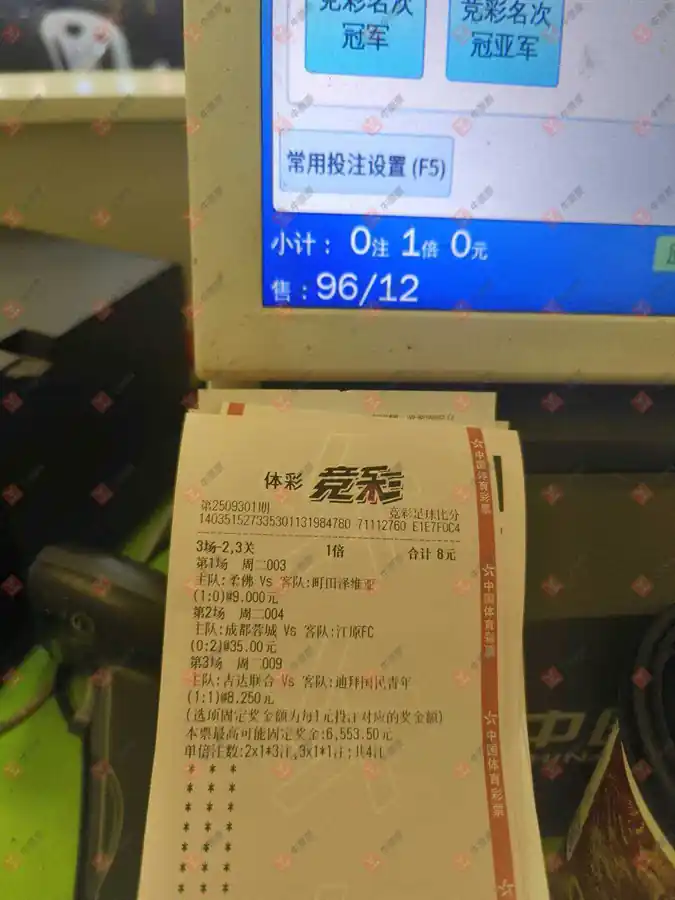 竞彩名次
冠军
竞彩名次
冠亚军
常用投注设置 (F5)
小计： 0注 1倍 0元
售：96/12
体彩 竞彩
第2509301期 竞彩足球比分
140351527335301131984780 71112760 E1E7F0C4
3场-2,3关 1倍 合计 8元
第1场 周二003
主队:柔佛 Vs 客队:町田泽维亚
(1:0)@9.000元
第2场 周二004
主队:成都蓉城 Vs 客队:江原FC
(0:2)@35.00元
第3场 周二009
主队:吉达联合 Vs 客队:迪拜国民青年
(1:1)@8.250元
(选项固定奖金额为每1元投注对应的奖金额)
本票最高可能固定奖金:6,553.50元
单倍注数:2x1*3注,3x1*1注;共4注
* * *
* * *
* * *
* * *
* * *
* * *
* * *
中国体育彩票
中国体育彩票
中国体育彩票